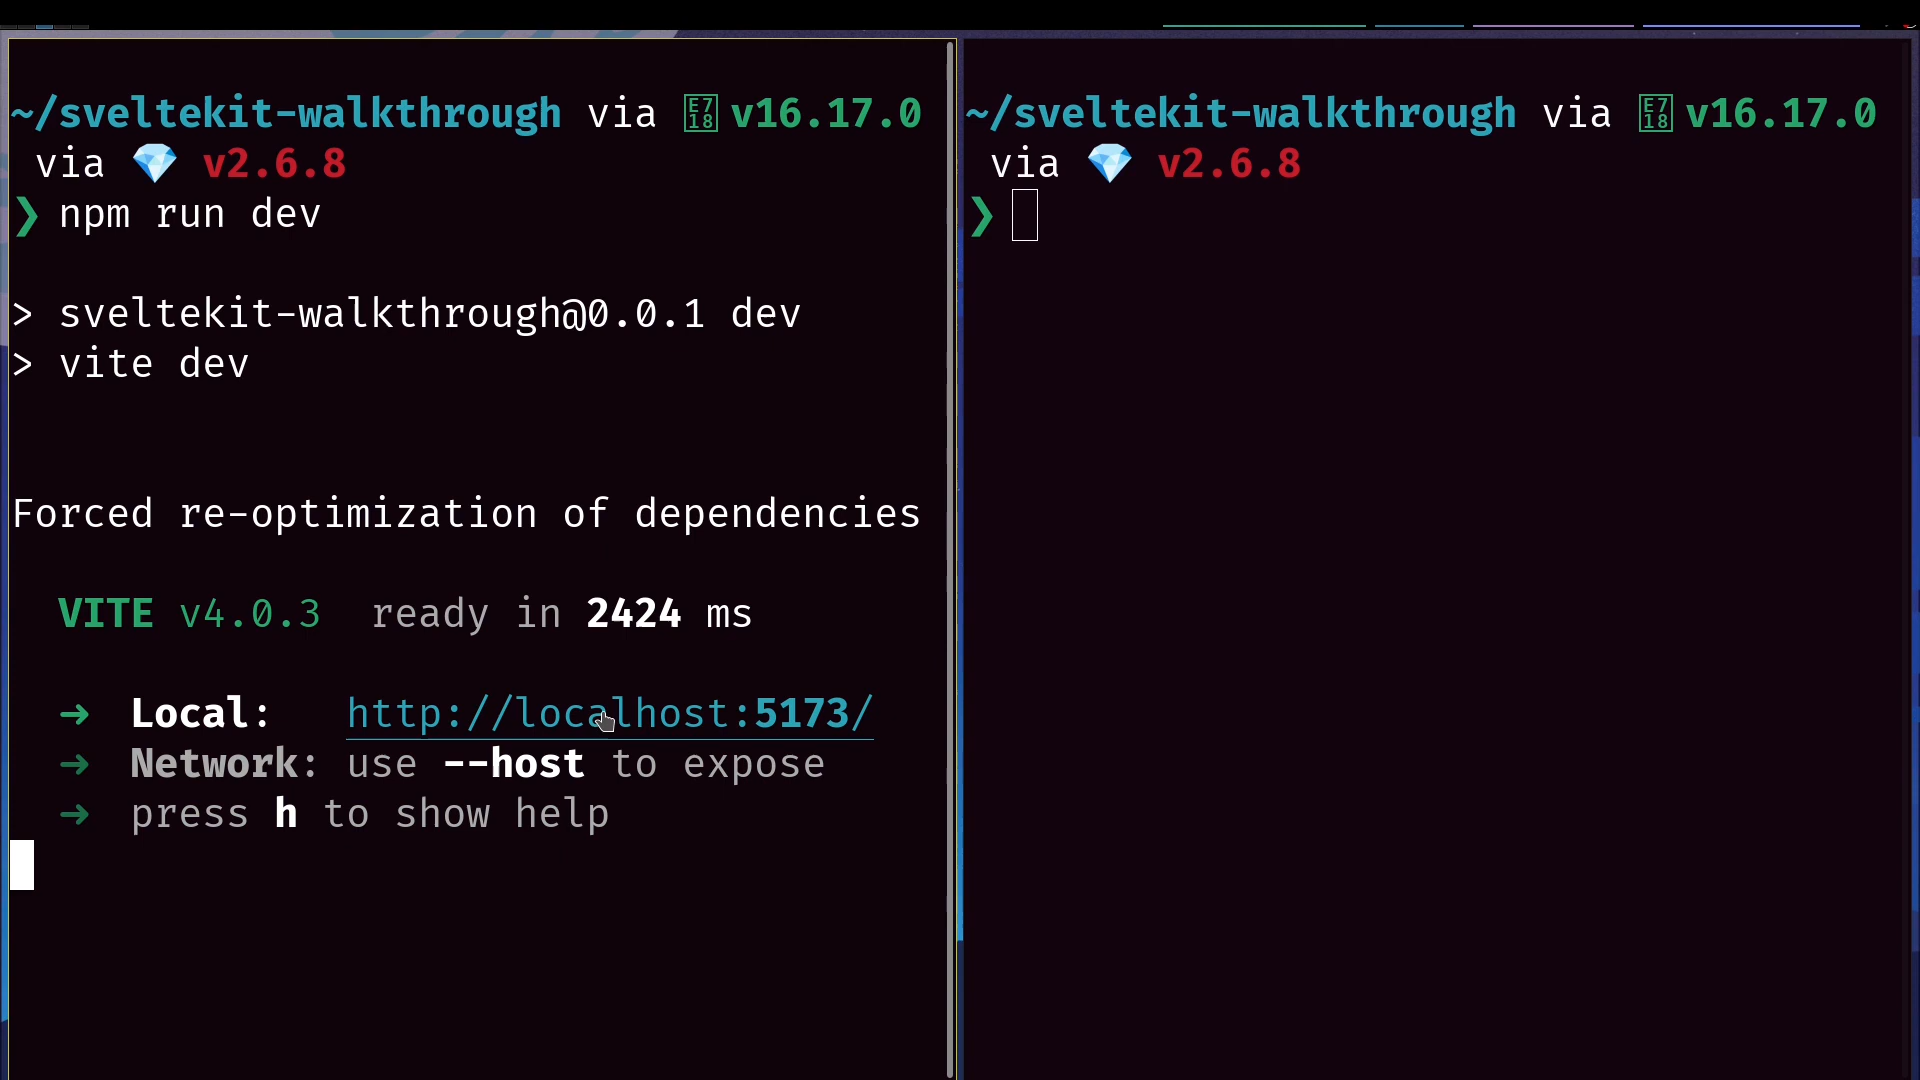 ~/sveltekit-walkthrough via v16.17.0
via 💎 v2.6.8
❯ npm run dev
> sveltekit-walkthrough@0.0.1 dev
> vite dev
Forced re-optimization of dependencies
VITE v4.0.3  ready in 2424 ms
➜  Local:   http://localhost:5173/
➜  Network: use --host to expose
➜  press h to show help
~/sveltekit-walkthrough via v16.17.0
via 💎 v2.6.8
❯